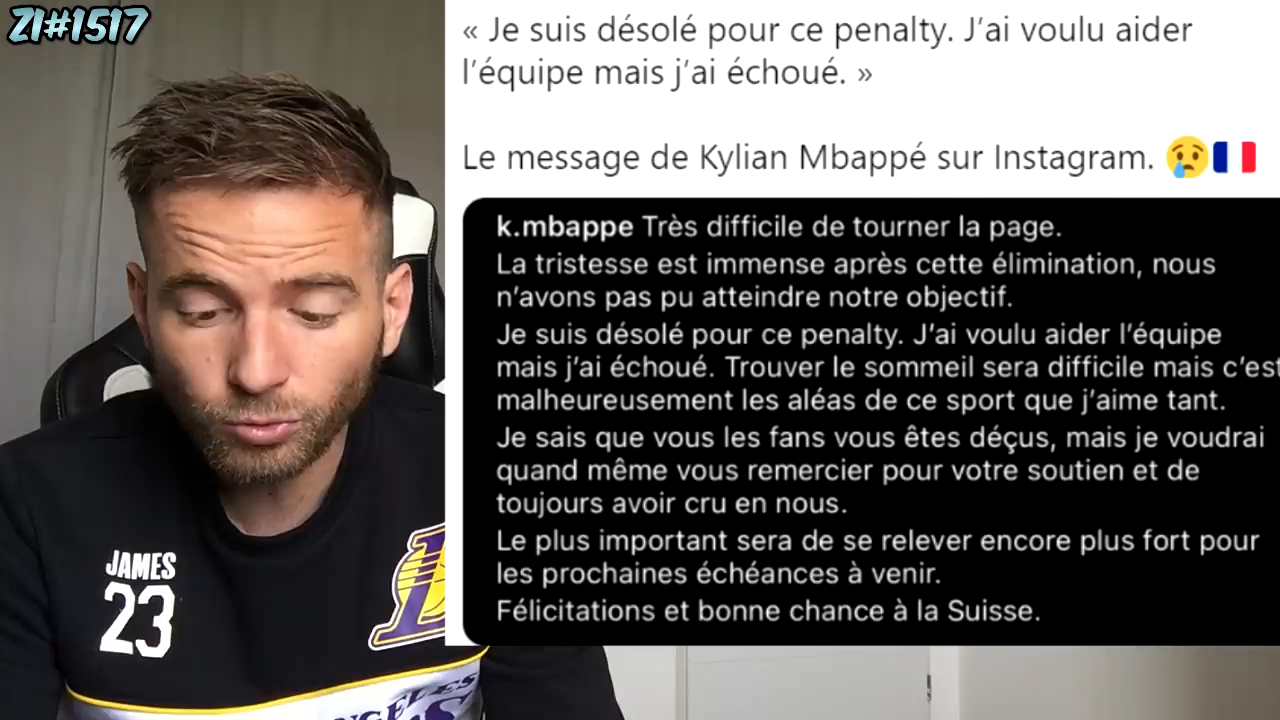 ZI#1517
« Je suis désolé pour ce penalty. J’ai voulu aider
l’équipe mais j’ai échoué. »
Le message de Kylian Mbappé sur Instagram. 😢🇫🇷
k.mbappe Très difficile de tourner la page.
La tristesse est immense après cette élimination, nous
n’avons pas pu atteindre notre objectif.
Je suis désolé pour ce penalty. J’ai voulu aider l’équipe
mais j’ai échoué. Trouver le sommeil sera difficile mais c’est
malheureusement les aléas de ce sport que j’aime tant.
Je sais que vous les fans vous êtes déçus, mais je voudrai
quand même vous remercier pour votre soutien et de
toujours avoir cru en nous.
Le plus important sera de se relever encore plus fort pour
les prochaines échéances à venir.
Félicitations et bonne chance à la Suisse.
JAMES
23